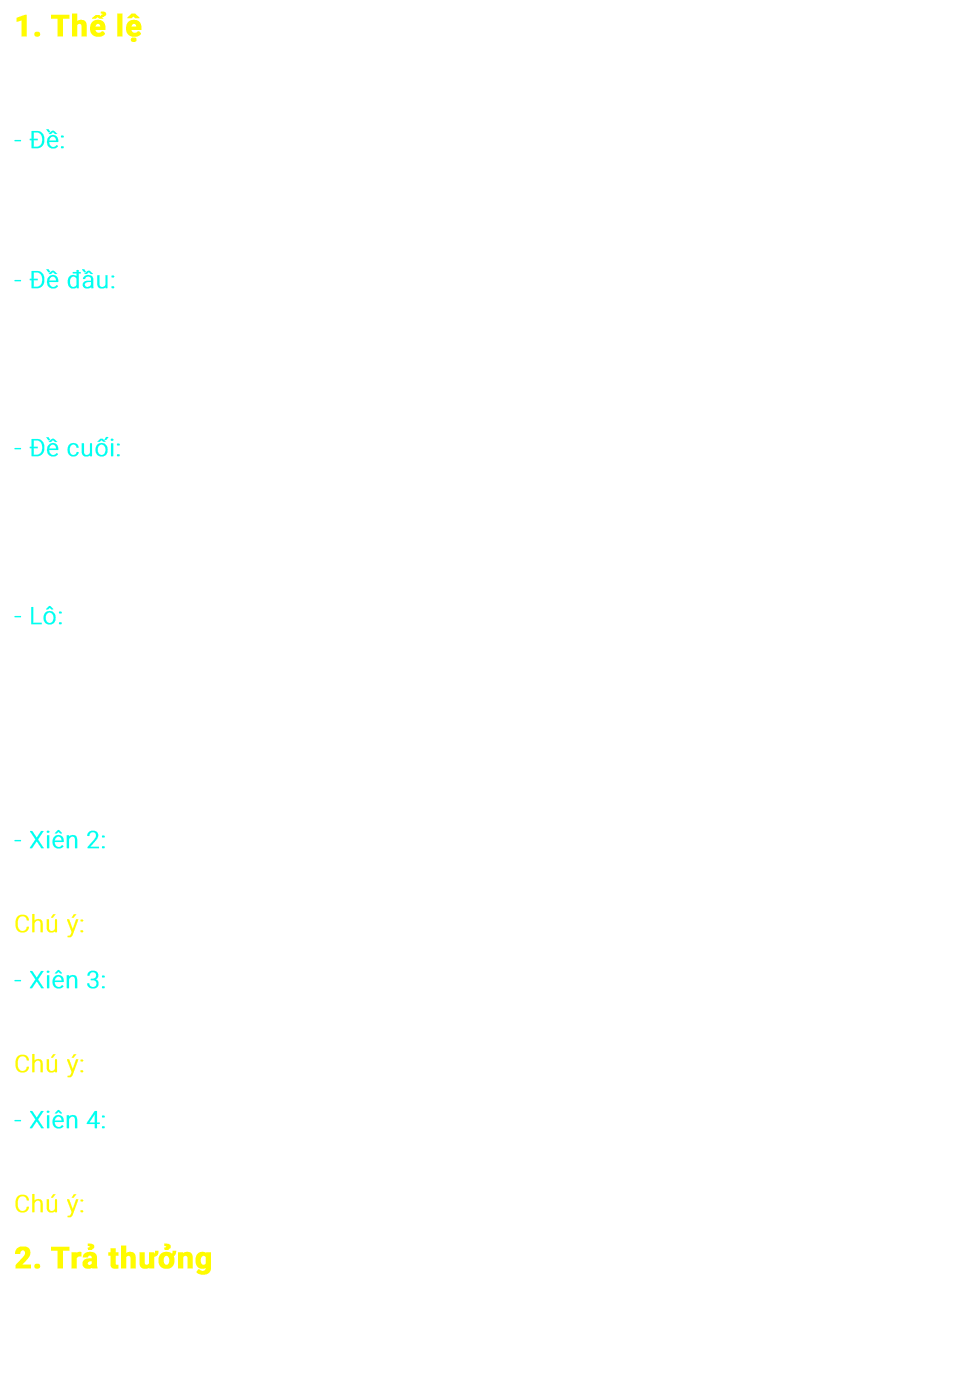 1. Thể lệ
- Đề:
- Đề đầu:
- Đề cuối:
- Lô:
- Xiên 2:
Chú ý:
- Xiên 3:
Chú ý:
- Xiên 4:
Chú ý:
2. Trả thưởng